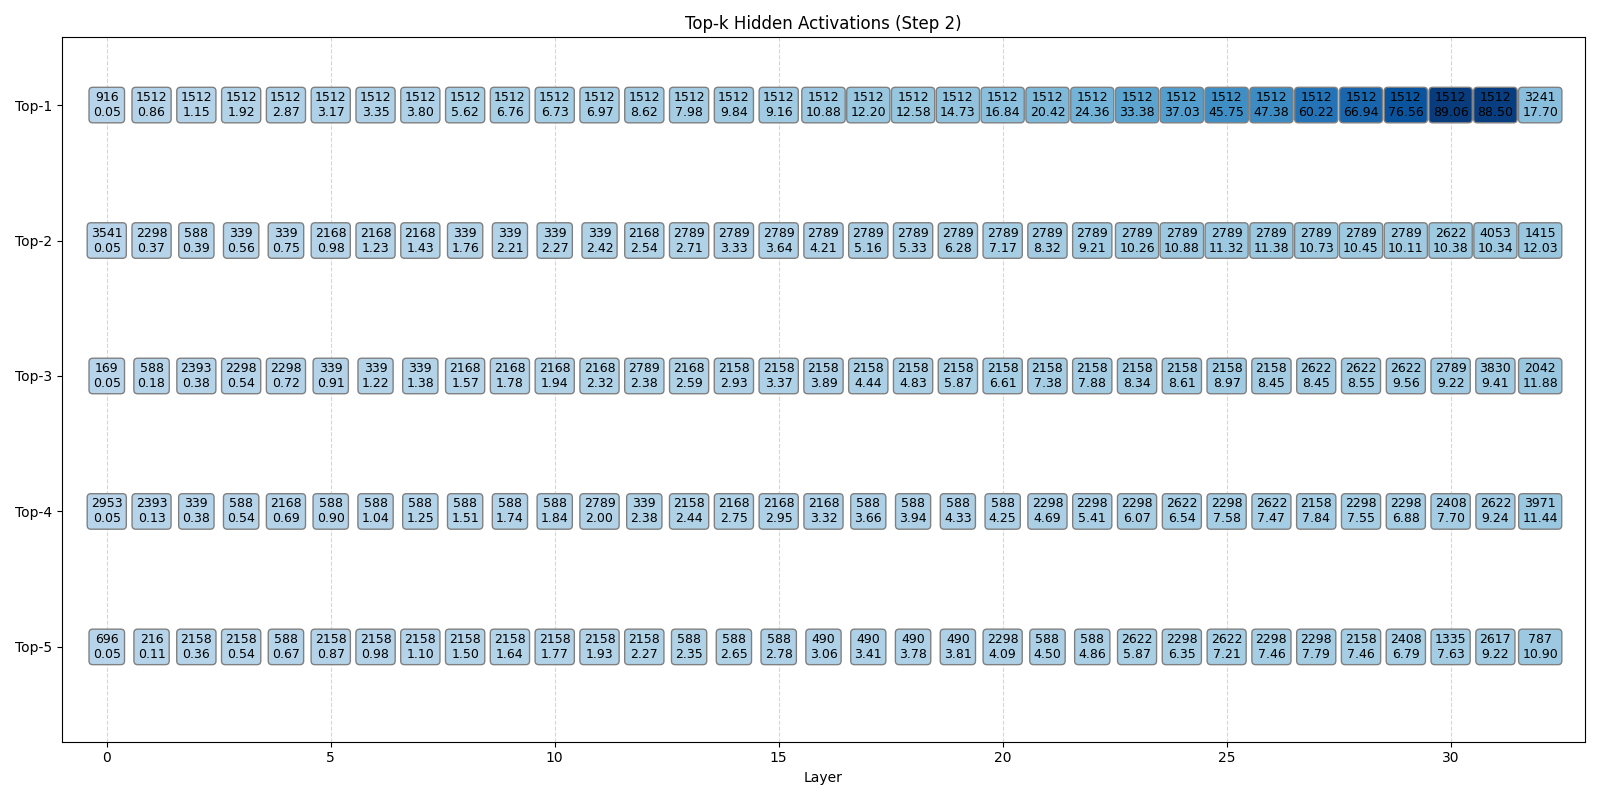 Top-k Hidden Activations (Step 2)
Top-1
916 1512 1512 1512 1512 1512 1512 1512 1512 1512 1512 1512 1512 1512 1512 1512 1512 1512 1512 1512 1512 1512 1512 1512 1512 1512 1512 1512 1512 1512 1512 1512 3241
0.05 0.86 1.15 1.92 2.87 3.17 3.35 3.80 5.62 6.76 6.73 6.97 8.62 7.98 9.84 9.16 10.88 12.20 12.58 14.73 16.84 20.42 24.36 33.38 37.03 45.75 47.38 60.22 66.94 76.56 89.06 88.50 17.70
Top-2
3541 2298 588 339 339 2168 2168 2168 339 339 339 339 2168 2789 2789 2789 2789 2789 2789 2789 2789 2789 2789 2789 2789 2789 2789 2789 2789 2789 2622 4053 1415
0.05 0.37 0.39 0.56 0.75 0.98 1.23 1.43 1.76 2.21 2.27 2.42 2.54 2.71 3.33 3.64 4.21 5.16 5.33 6.28 7.17 8.32 9.21 10.26 10.88 11.32 11.38 10.73 10.45 10.11 10.38 10.34 12.03
Top-3
169 588 2393 2298 2298 339 339 339 2168 2168 2168 2168 2789 2168 2158 2158 2158 2158 2158 2158 2158 2158 2158 2158 2158 2158 2158 2622 2622 2622 2789 3830 2042
0.05 0.18 0.38 0.54 0.72 0.91 1.22 1.38 1.57 1.78 1.94 2.32 2.38 2.59 2.93 3.37 3.89 4.44 4.83 5.87 6.61 7.38 7.88 8.34 8.61 8.97 8.45 8.45 8.55 9.56 9.22 9.41 11.88
Top-4
2953 2393 339 588 2168 588 588 588 588 588 588 2789 339 2158 2168 2168 2168 588 588 588 588 2298 2298 2298 2622 2298 2622 2158 2298 2298 2408 2622 3971
0.05 0.13 0.38 0.54 0.69 0.90 1.04 1.25 1.51 1.74 1.84 2.00 2.38 2.44 2.75 2.95 3.32 3.66 3.94 4.33 4.25 4.69 5.41 6.07 6.54 7.58 7.47 7.84 7.55 6.88 7.70 9.24 11.44
Top-5
696 216 2158 2158 588 2158 2158 2158 2158 2158 2158 2158 2158 588 588 588 490 490 490 490 2298 588 588 2622 2298 2622 2298 2298 2158 2408 1335 2617 787
0.05 0.11 0.36 0.54 0.67 0.87 0.98 1.10 1.50 1.64 1.77 1.93 2.27 2.35 2.65 2.78 3.06 3.41 3.78 3.81 4.09 4.50 4.86 5.87 6.35 7.21 7.46 7.79 7.46 6.79 7.63 9.22 10.90
0 5 10 15 20 25 30
Layer